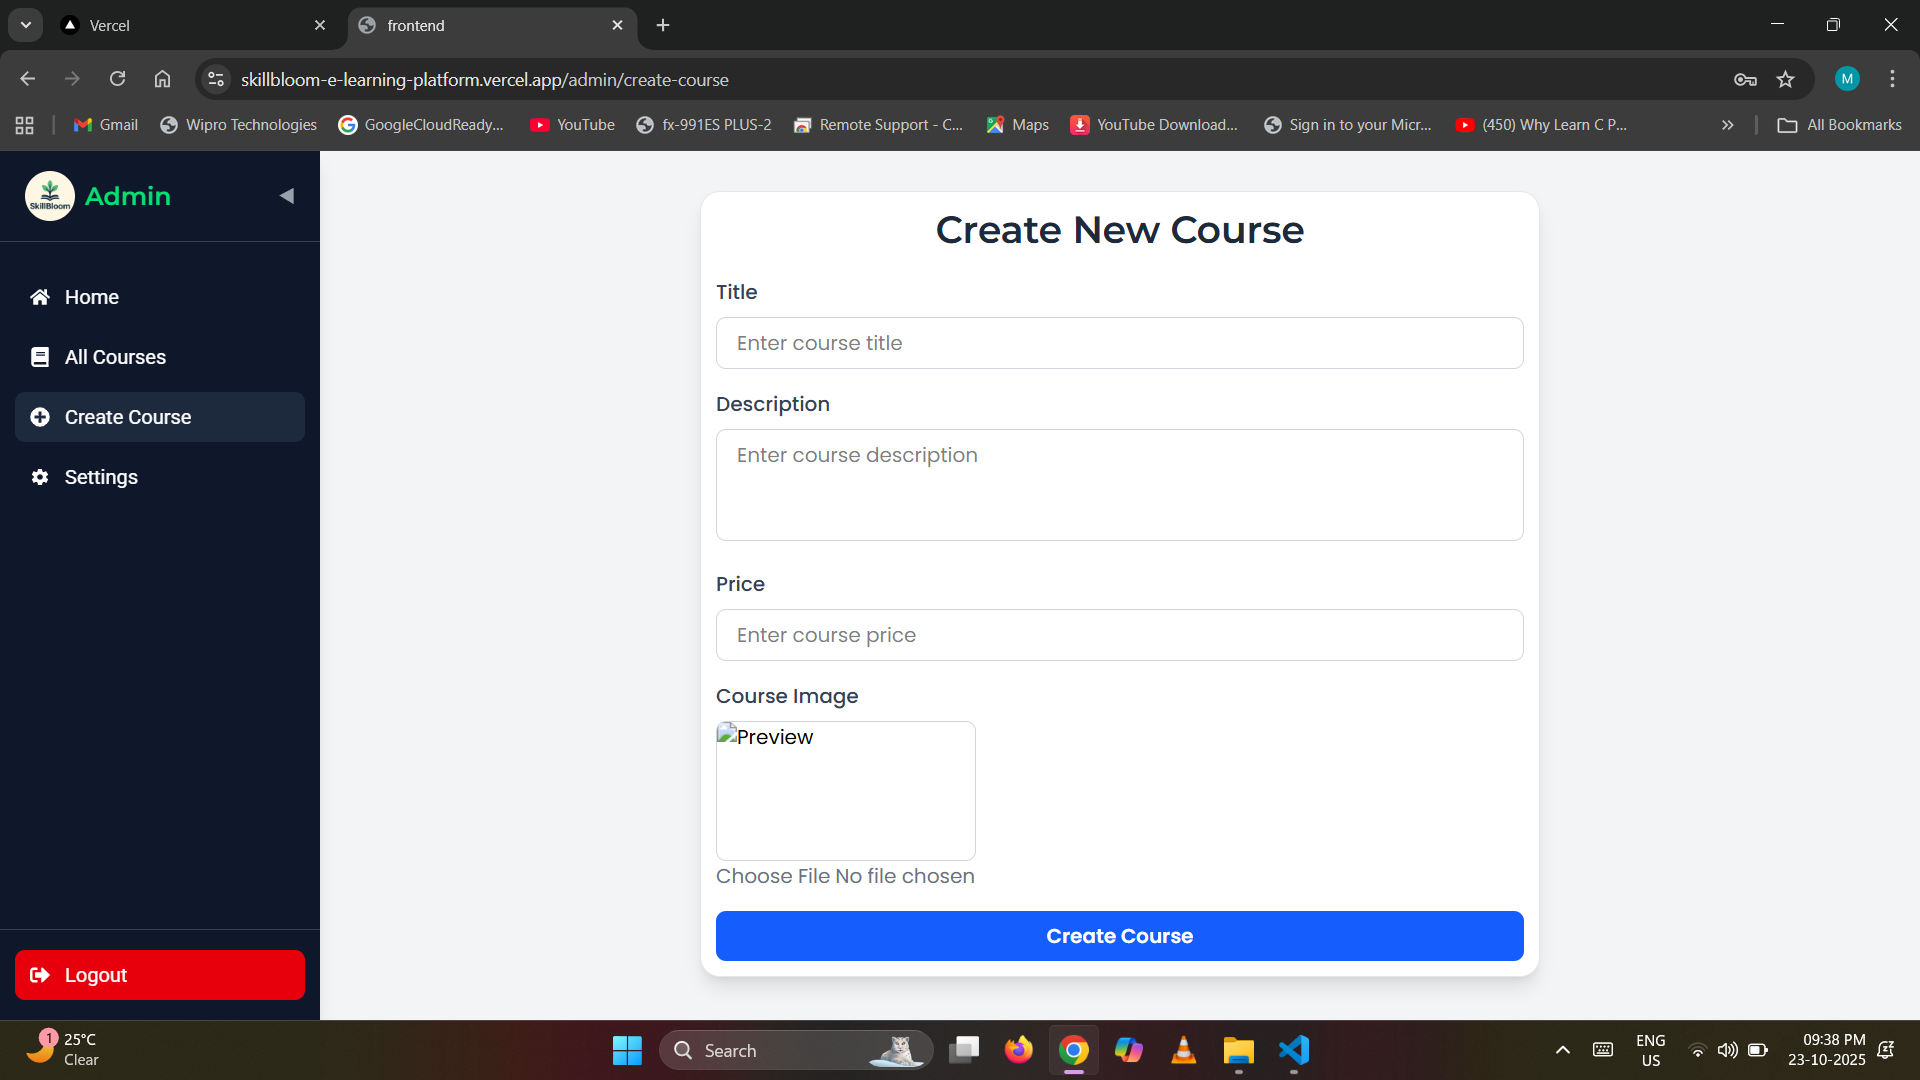 Vercel
frontend
skillbloom-e-learning-platform.vercel.app/admin/create-course
M
Gmail
Wipro Technologies
GoogleCloudReady...
YouTube
fx-991ES PLUS-2
Remote Support - C...
Maps
YouTube Download...
Sign in to your Micr...
(450) Why Learn C P...
All Bookmarks
SkillBloom
Admin
Home
All Courses
Create Course
Settings
Logout
Create New Course
Title
Enter course title
Description
Enter course description
Price
Enter course price
Course Image
Preview
Choose File No file chosen
Create Course
1
25°C
Clear
Search
ENG
US
09:38 PM
23-10-2025